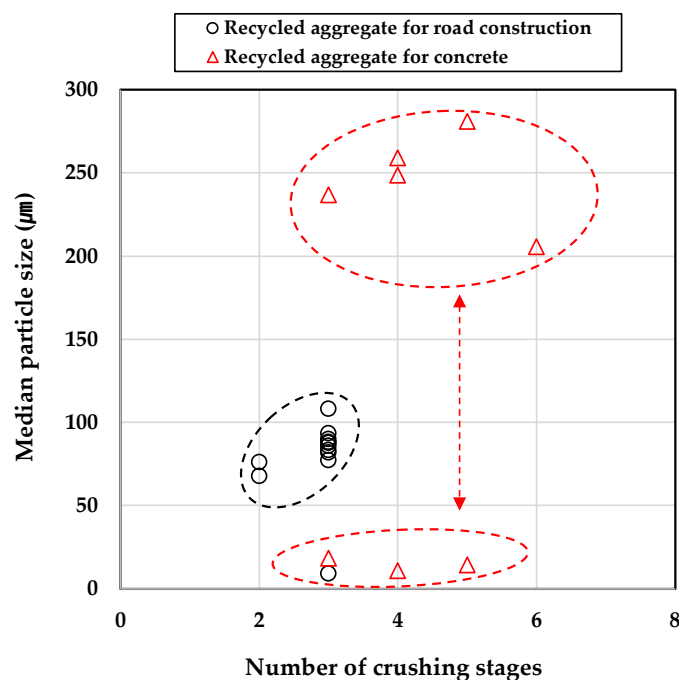 Recycled aggregate for road construction
Recycled aggregate for concrete
300
250
200
150
100
50
0
0 2 4 6 8
Median particle size (㎛)
Number of crushing stages